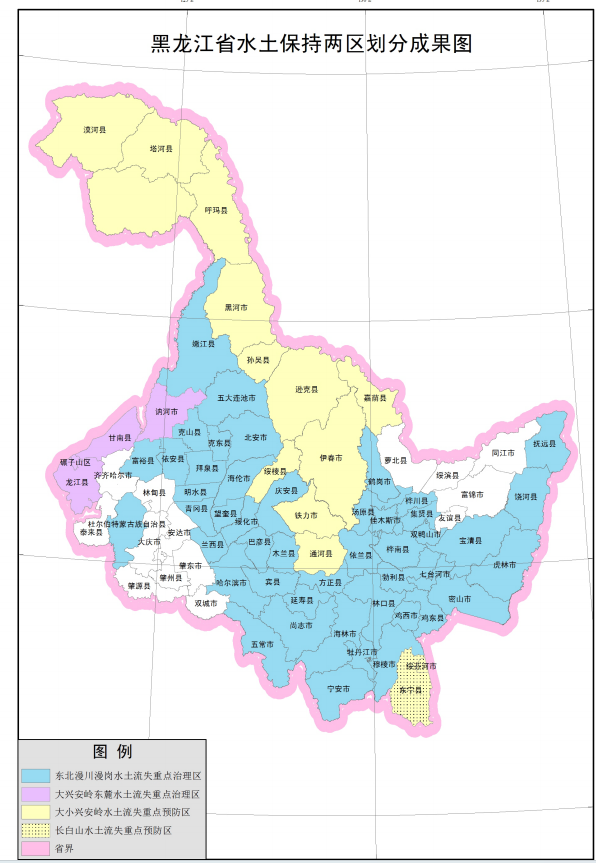 黑龙江省水土保持两区划分成果图
漠河县
塔河县
呼玛县
黑河市
嫩江县
孙吴县
逊克县
嘉荫县
五大连池市
讷河市
克山县
克东县
北安市
甘南县
富裕县
依安县
拜泉县
海伦市
绥棱县
伊春市
萝北县
鹤岗市
绥滨县
同江市
抚远县
碾子山区
齐齐哈尔市
龙江县
林甸县
明水县
青冈县
望奎县
绥化市
庆安县
铁力市
汤原县
佳木斯市
桦川县
集贤县
富锦市
友谊县
饶河县
双鸭山市
宝清县
杜尔伯特蒙古族自治县
泰来县
大庆市
安达市
兰西县
巴彦县
木兰县
通河县
依兰县
桦南县
虎林市
肇东市
肇州县
肇源县
哈尔滨市
宾县
方正县
勃利县
七台河市
双城市
延寿县
林口县
密山市
鸡西市
鸡东县
尚志市
五常市
海林市
牡丹江市
穆棱市
绥芬河市
宁安市
东宁县
图 例
东北漫川漫岗水土流失重点治理区
大兴安岭东麓水土流失重点治理区
大小兴安岭水土流失重点预防区
长白山水土流失重点预防区
省界